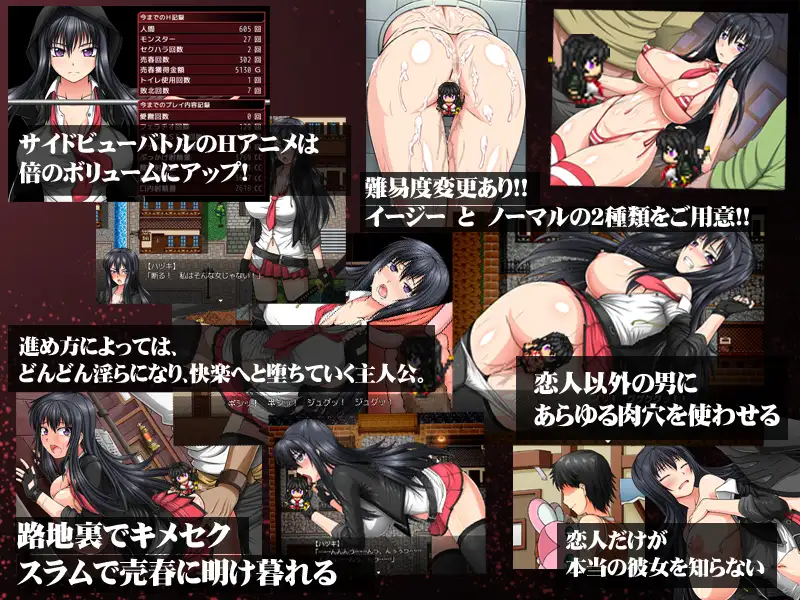 今までのH記録
人間 605 回
モンスター 27 回
セクハラ回数 2 回
売春回数 302 回
売春獲得金額 5130 G
トイレ使用回数 1 回
敗北回数 7 回
今までのプレイ内容記録
愛撫回数 0 回
サイドビューバトルのHアニメは
倍のボリュームにアップ!
難易度変更あり!!
イージー と ノーマルの2種類をご用意!!
【ハヅキ】
「断る! 私はそんな女じゃない!」
進め方によっては、
どんどん淫らになり、快楽へと堕ちていく主人公。
恋人以外の男に
あらゆる肉穴を使わせる
路地裏でキメセク
スラムで売春に明け暮れる
【ハヅキ】
恋人だけが
本当の彼女を知らない